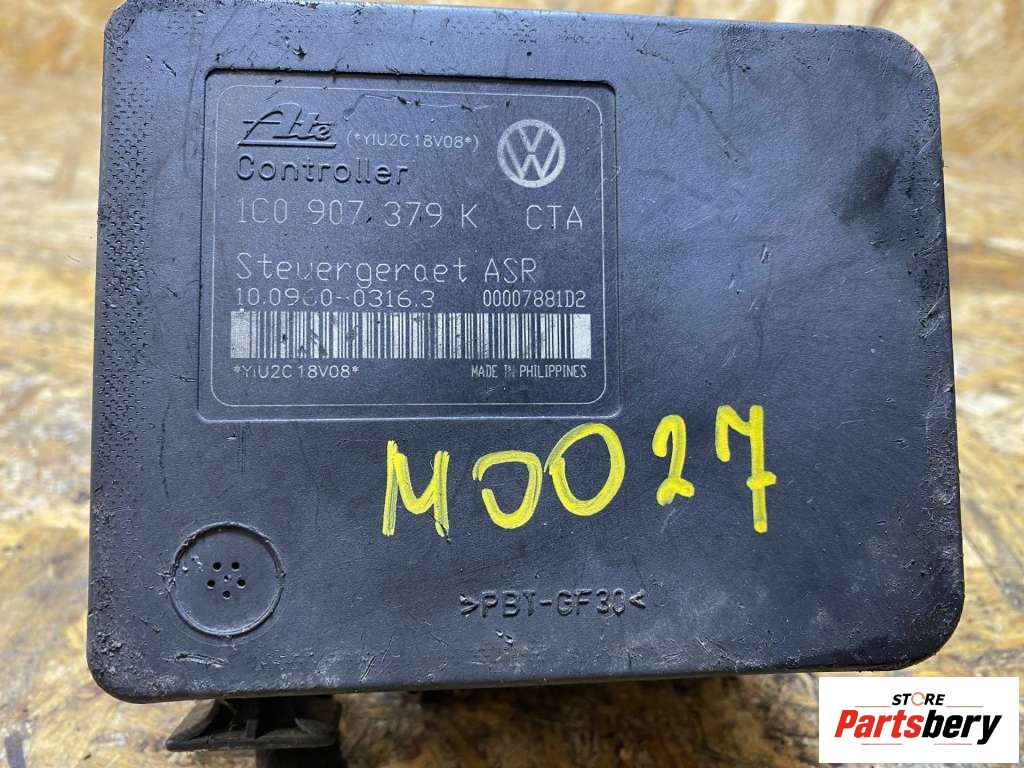 Ate (*YIU2C18V08*)
Controller
1C0 907 379 K CTA
Steuergeraet ASR
10.0960-0316.3 00007881D2
*YIU2C18V08* MADE IN PHILIPPINES
MJ0027
>PBT-GF30<
STORE
Partsbery